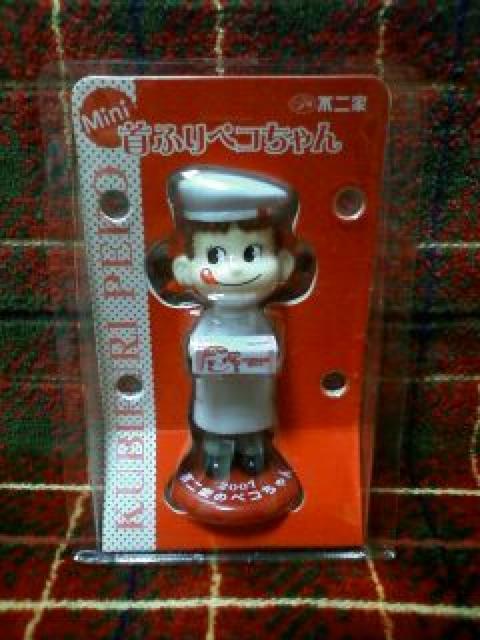 Mini
不二家
首ふりペコちゃん
KUBIFURI PEKO
2007
不二家のペコちゃん